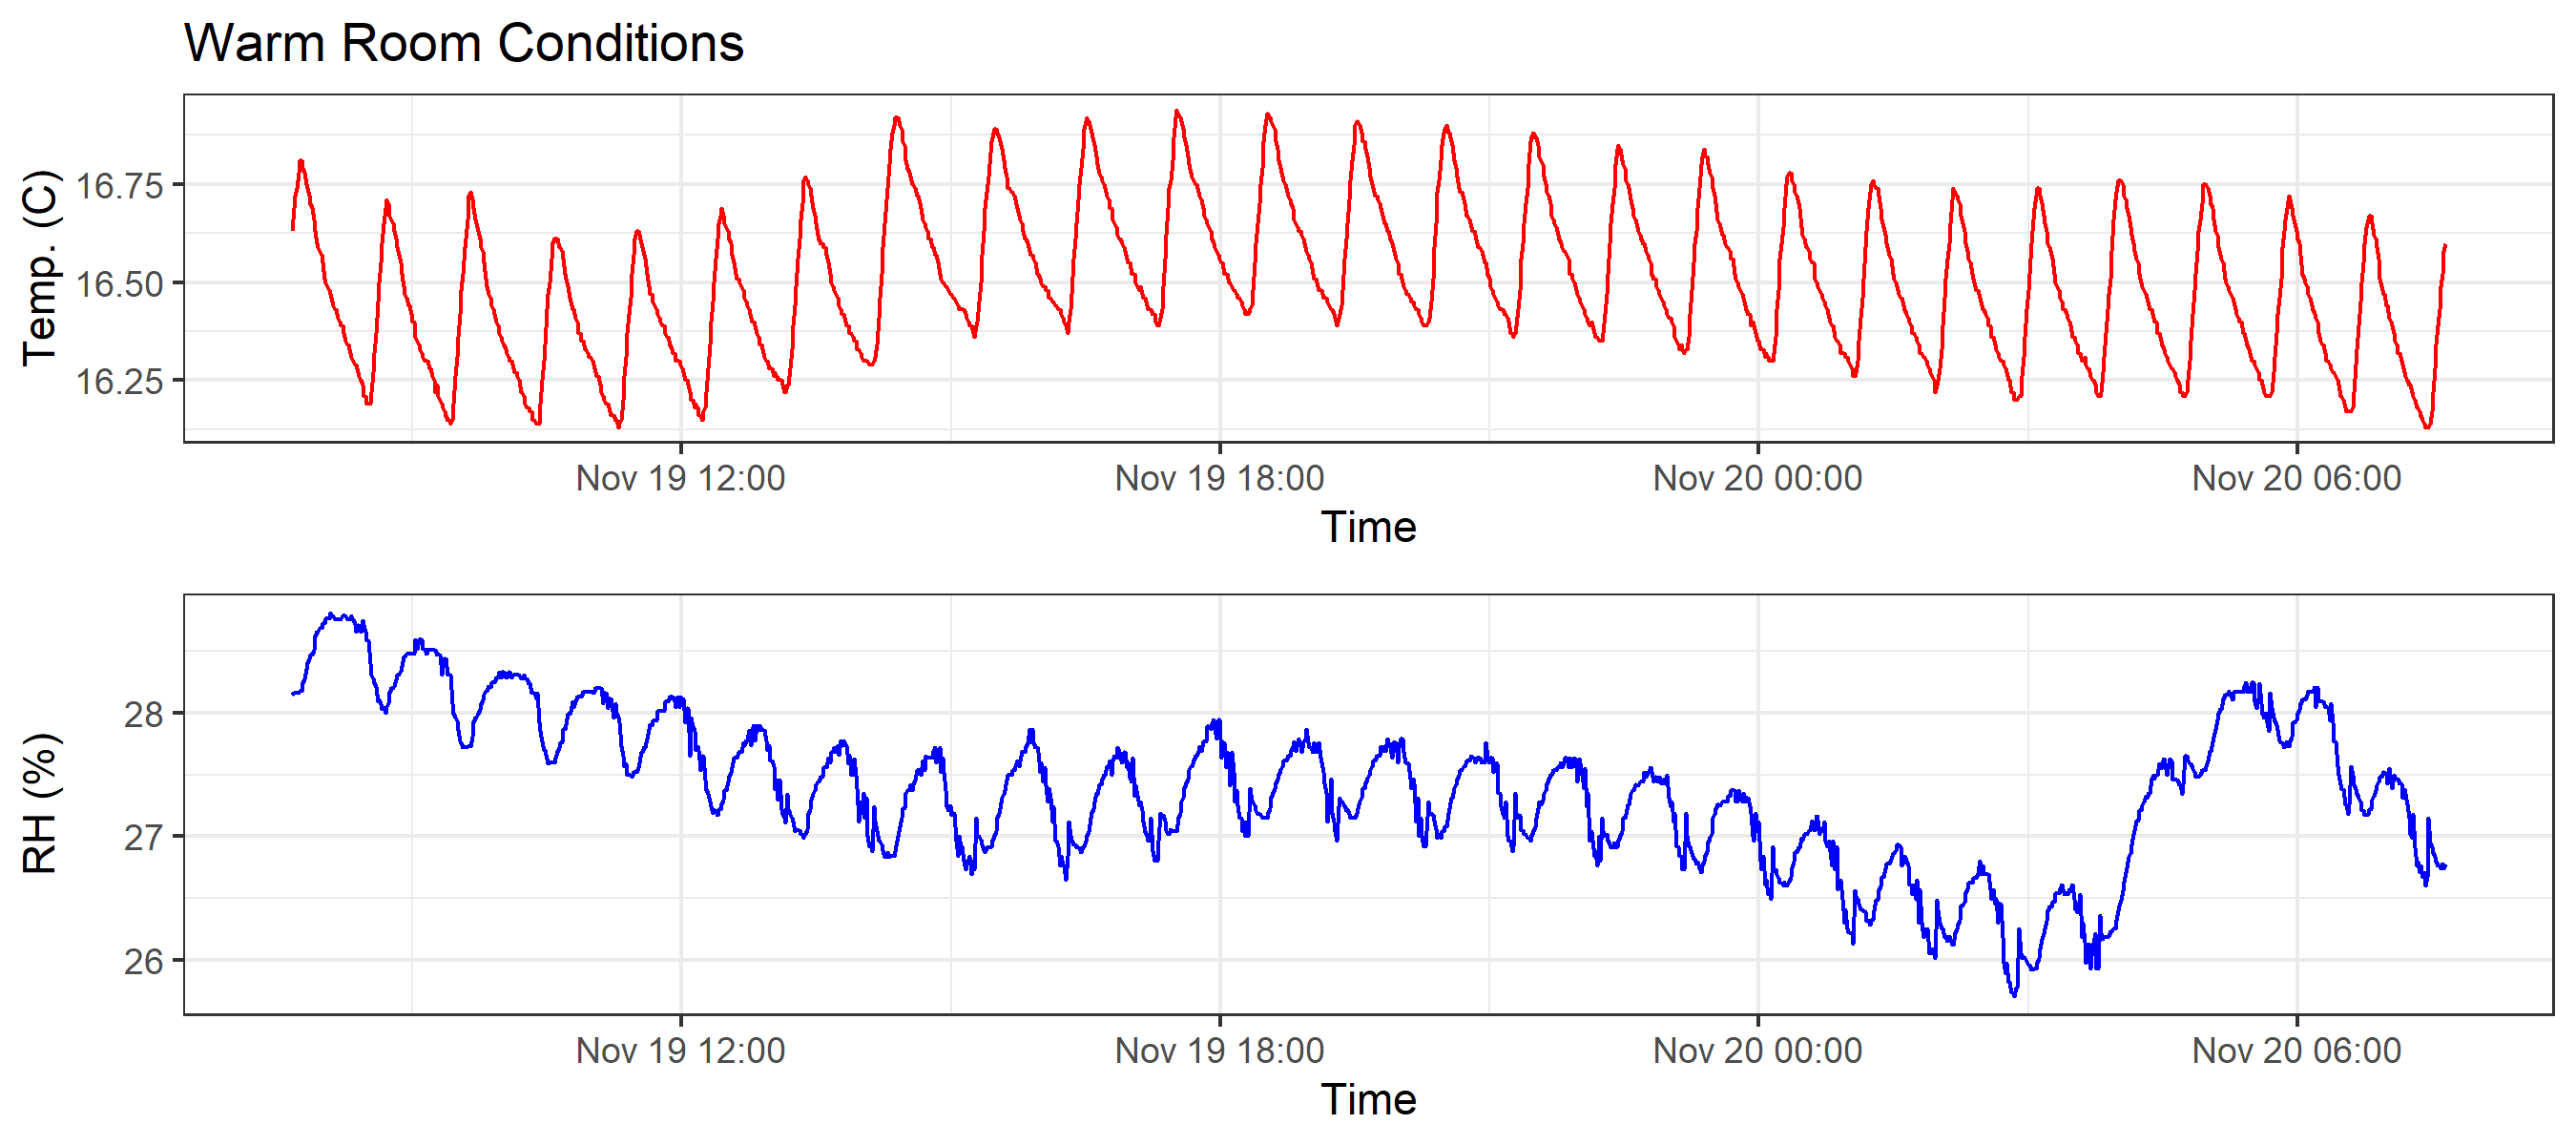 Warm Room Conditions
Temp. (C)
16.75
16.50
16.25
Nov 19 12:00 Nov 19 18:00 Nov 20 00:00 Nov 20 06:00
Time
RH (%)
28
27
26
Nov 19 12:00 Nov 19 18:00 Nov 20 00:00 Nov 20 06:00
Time